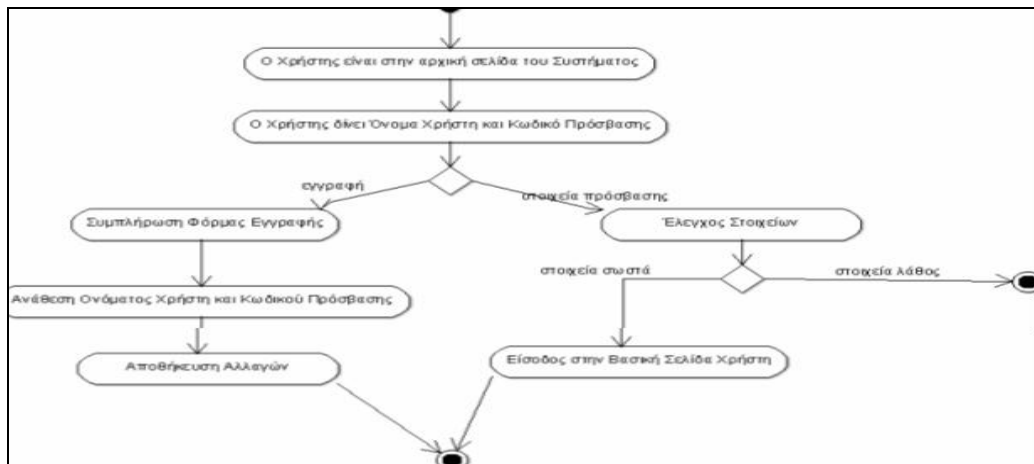 Ο Χρήστης είναι στην αρχική σελίδα του Συστήματος
Ο Χρήστης δίνει Όνομα Χρήστη και Κωδικό Πρόσβασης
εγγραφή
στοιχεία πρόσβασης
Συμπλήρωση Φόρμας Εγγραφής
Έλεγχος Στοιχείων
στοιχεία σωστά
στοιχεία λάθος
Ανάθεση Ονόματος Χρήστη και Κωδικού Πρόσβασης
Αποθήκευση Αλλαγών
Είσοδος στην Βασική Σελίδα Χρήστη